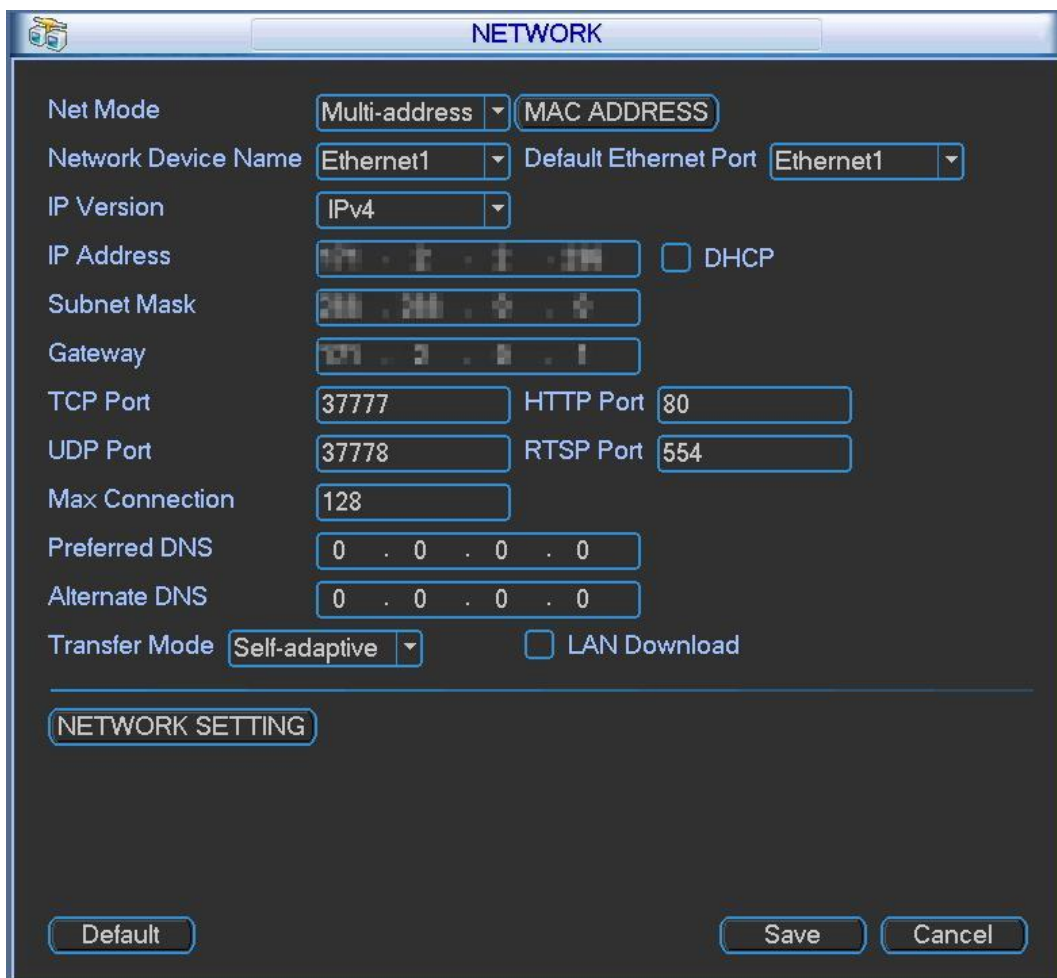 NETWORK
Net Mode Multi-address MAC ADDRESS
Network Device Name Ethernet1 Default Ethernet Port Ethernet1
IP Version IPv4
IP Address DHCP
Subnet Mask
Gateway
TCP Port 37777 HTTP Port 80
UDP Port 37778 RTSP Port 554
Max Connection 128
Preferred DNS 0 . 0 . 0 . 0
Alternate DNS 0 . 0 . 0 . 0
Transfer Mode Self-adaptive LAN Download
NETWORK SETTING
Default Save Cancel